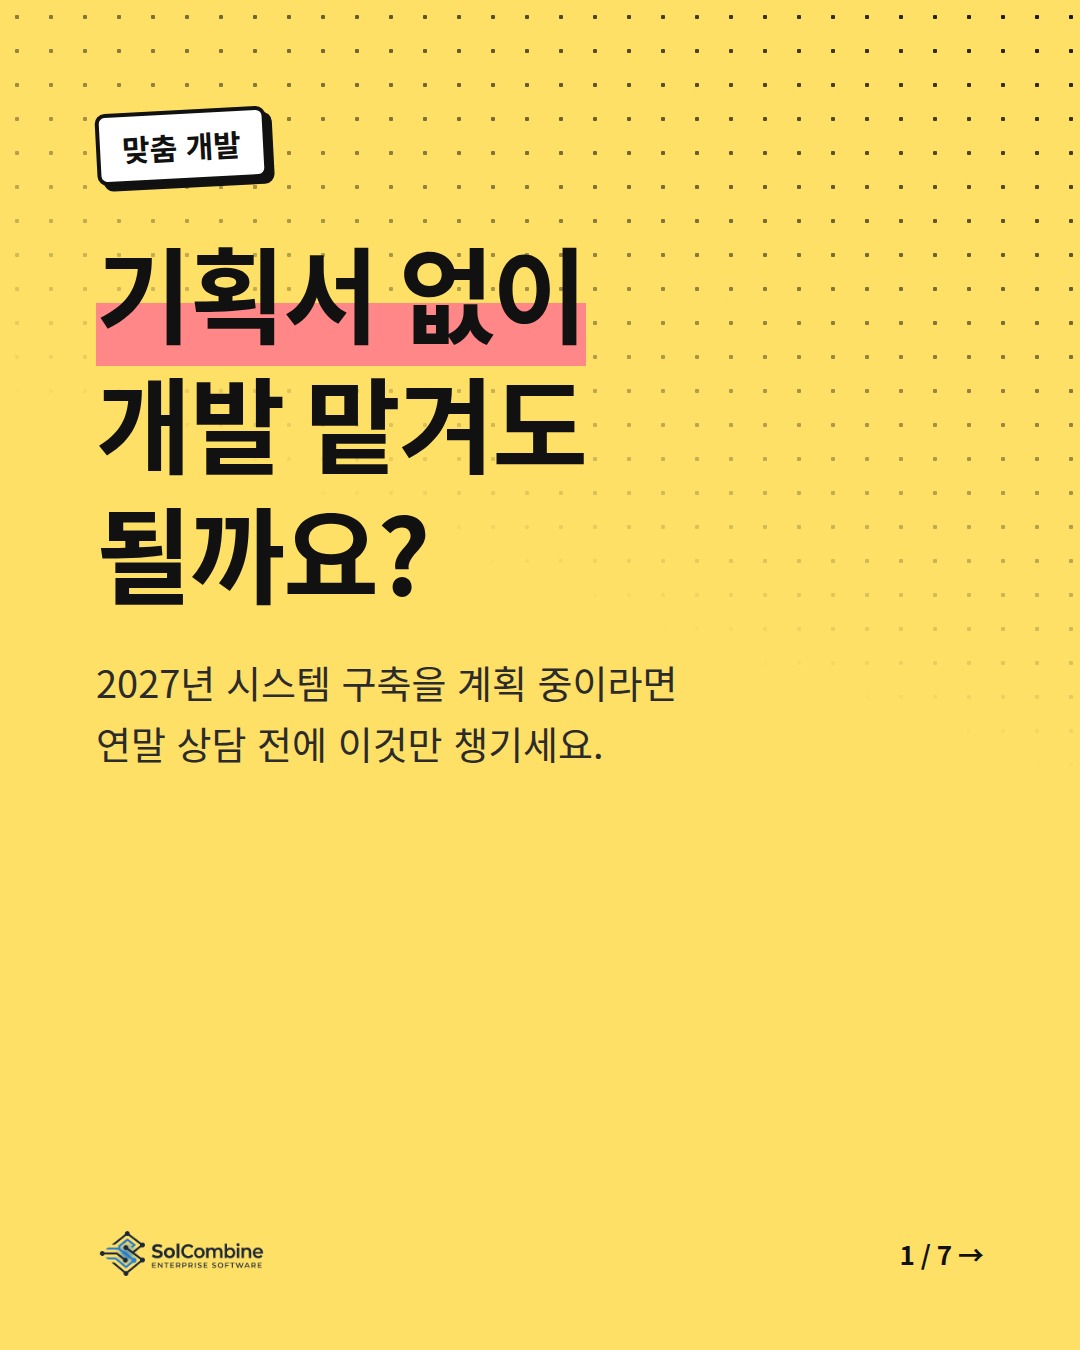 맞춤 개발
기획서 없이
개발 맡겨도
될까요?
2027년 시스템 구축을 계획 중이라면
연말 상담 전에 이것만 챙기세요.
SolCombine
ENTERPRISE SOFTWARE
1 / 7 →